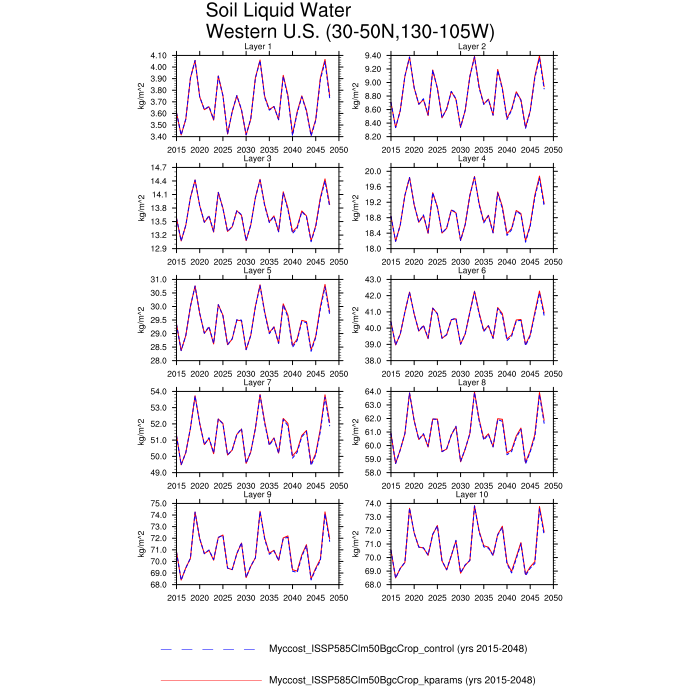 Soil Liquid Water
Western U.S. (30-50N,130-105W)
Layer 1
kg/m^2
4.10
4.00
3.90
3.80
3.70
3.60
3.50
3.40
2015 2020 2025 2030 2035 2040 2045 2050
Layer 2
kg/m^2
9.40
9.20
9.00
8.80
8.60
8.40
8.20
2015 2020 2025 2030 2035 2040 2045 2050
Layer 3
kg/m^2
14.7
14.4
14.1
13.8
13.5
13.2
12.9
2015 2020 2025 2030 2035 2040 2045 2050
Layer 4
kg/m^2
20.0
19.6
19.2
18.8
18.4
18.0
2015 2020 2025 2030 2035 2040 2045 2050
Layer 5
kg/m^2
31.0
30.5
30.0
29.5
29.0
28.5
28.0
2015 2020 2025 2030 2035 2040 2045 2050
Layer 6
kg/m^2
43.0
42.0
41.0
40.0
39.0
38.0
2015 2020 2025 2030 2035 2040 2045 2050
Layer 7
kg/m^2
54.0
53.0
52.0
51.0
50.0
49.0
2015 2020 2025 2030 2035 2040 2045 2050
Layer 8
kg/m^2
64.0
63.0
62.0
61.0
60.0
59.0
58.0
2015 2020 2025 2030 2035 2040 2045 2050
Layer 9
kg/m^2
75.0
74.0
73.0
72.0
71.0
70.0
69.0
68.0
2015 2020 2025 2030 2035 2040 2045 2050
Layer 10
kg/m^2
74.0
73.0
72.0
71.0
70.0
69.0
68.0
2015 2020 2025 2030 2035 2040 2045 2050
Myccost_ISSP585Clm50BgcCrop_control (yrs 2015-2048)
Myccost_ISSP585Clm50BgcCrop_kparams (yrs 2015-2048)